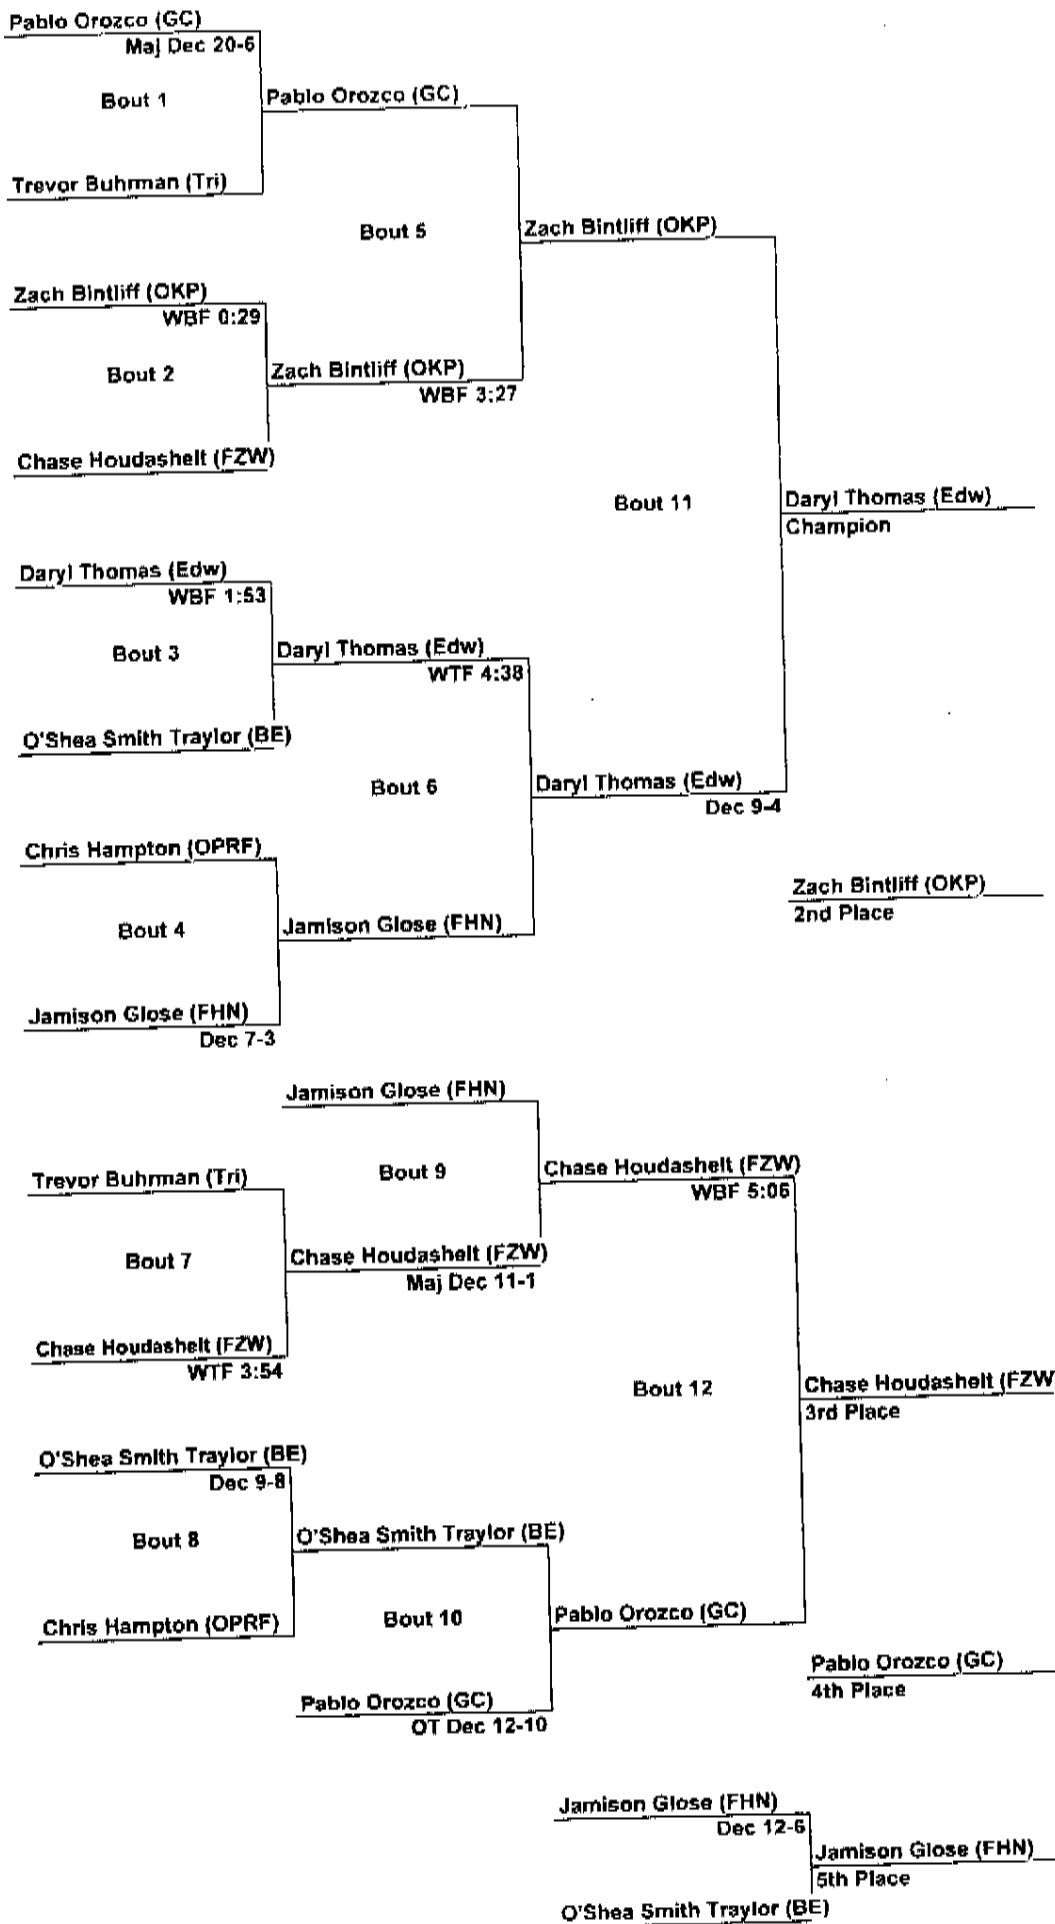 Pablo Orozco (GC)
Maj Dec 20-6
Bout 1
Pablo Orozco (GC)
Trevor Buhrman (Tri)
Bout 5
Zach Bintliff (OKP)
Zach Bintliff (OKP)
WBF 0:29
Bout 2
Zach Bintliff (OKP)
WBF 3:27
Chase Houdashelt (FZW)
Bout 11
Daryl Thomas (Edw)
Champion
Daryl Thomas (Edw)
WBF 1:53
Bout 3
Daryl Thomas (Edw)
WTF 4:38
O'Shea Smith Traylor (BE)
Bout 6
Daryl Thomas (Edw)
Dec 9-4
Chris Hampton (OPRF)
Zach Bintliff (OKP)
2nd Place
Bout 4
Jamison Glose (FHN)
Jamison Glose (FHN)
Dec 7-3
Jamison Glose (FHN)
Bout 9
Chase Houdashelt (FZW)
WBF 5:06
Trevor Buhrman (Tri)
Bout 7
Chase Houdashelt (FZW)
Maj Dec 11-1
Chase Houdashelt (FZW)
WTF 3:54
Bout 12
Chase Houdashelt (FZW
3rd Place
O'Shea Smith Traylor (BE)
Dec 9-8
Bout 8
O'Shea Smith Traylor (BE)
Chris Hampton (OPRF)
Bout 10
Pablo Orozco (GC)
Pablo Orozco (GC)
4th Place
Pablo Orozco (GC)
OT Dec 12-10
Jamison Glose (FHN)
Dec 12-6
Jamison Glose (FHN)
5th Place
O'Shea Smith Traylor (BE)